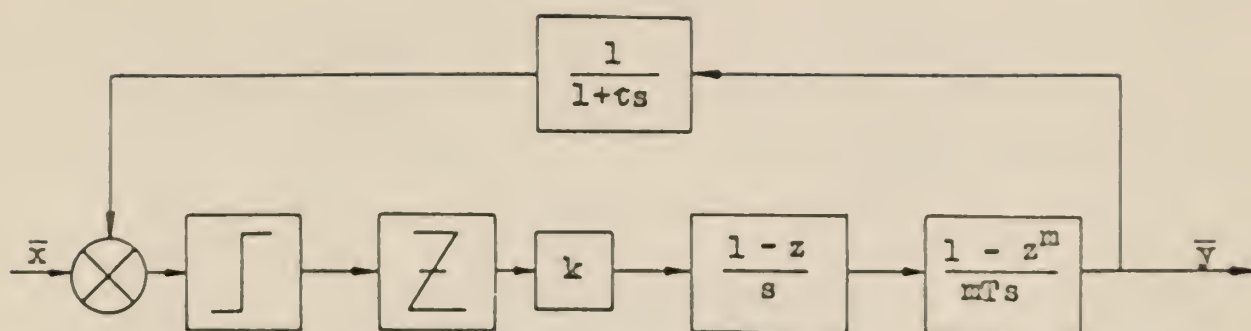 1
1+τs
x̅
k
1 - z
s
1 - z^m
mTs
y̅